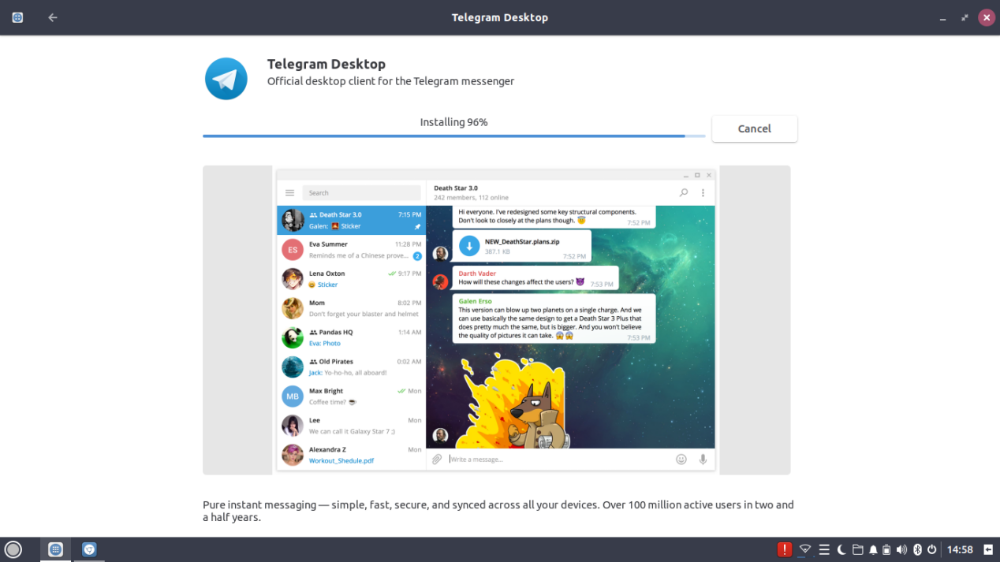 Telegram Desktop
Telegram Desktop
Official desktop client for the Telegram messenger
Installing 96%
Cancel
Search
Death Star 3.0
7:15 PM
Galen: Sticker
Eva Summer
11:28 PM
Reminds me of a Chinese prove...
2
ES
Lena Oxton
9:17 PM
Sticker
Mom
8:02 PM
Don't forget your blaster and helmet
Pandas HQ
1:14 AM
Eva: Photo
Old Pirates
0:02 AM
Jack: Yo-ho-ho, all aboard!
MB
Max Bright
Mon
Coffee time?
Lee
Mon
We can call it Galaxy Star 7 ;)
Alexandra Z
Mon
Workout_Shedule.pdf
Death Star 3.0
242 members, 112 online
Hi everyone. I've redesigned some key structural components.
Don't look to closely at the plans though.
7:52 PM
NEW_DeathStar.plans.zip
387.1 KB
7:52 PM
Darth Vader
How will these changes affect the users?
7:53 PM
Galen Erso
This version can blow up two planets on a single charge. And we
can use basically the same design to get a Death Star 3 Plus that
does pretty much the same, but is bigger. And you won't believe
the quality of pictures it can take.
7:53 PM
Write a message...
Pure instant messaging — simple, fast, secure, and synced across all your devices. Over 100 million active users in two and
a half years.
14:58